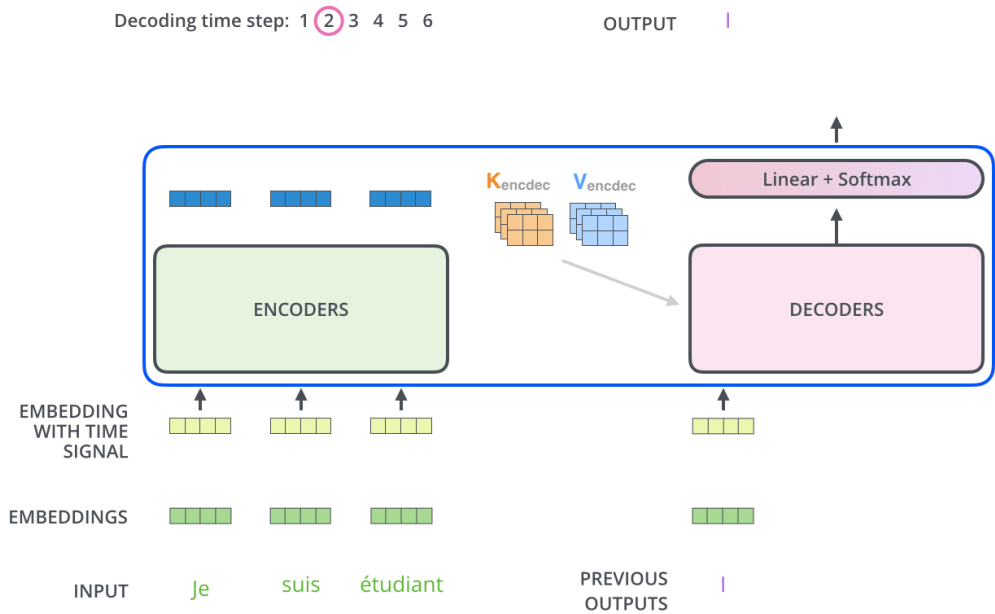 Decoding time step: 1 2 3 4 5 6
OUTPUT I
Kencdec Vencdec
Linear + Softmax
ENCODERS
DECODERS
EMBEDDING
WITH TIME
SIGNAL
EMBEDDINGS
INPUT Je suis étudiant
PREVIOUS
OUTPUTS I